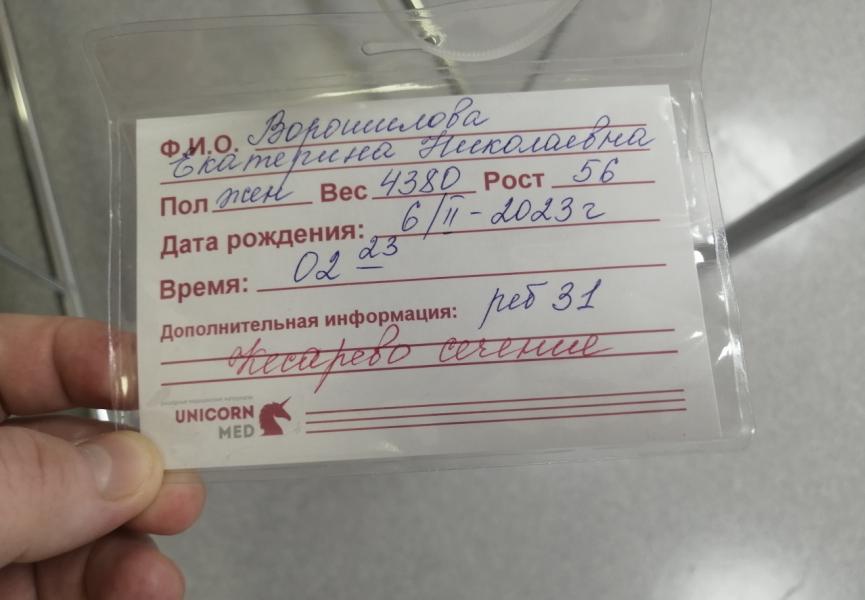 Ф.И.О. Ворошилова
Екатерина Николаевна
Пол жен Вес 4380 Рост 56
Дата рождения: 6/II-2023г
Время: 02 23
Дополнительная информация: реб 31
Кесарево сечение
UNICORN
MED